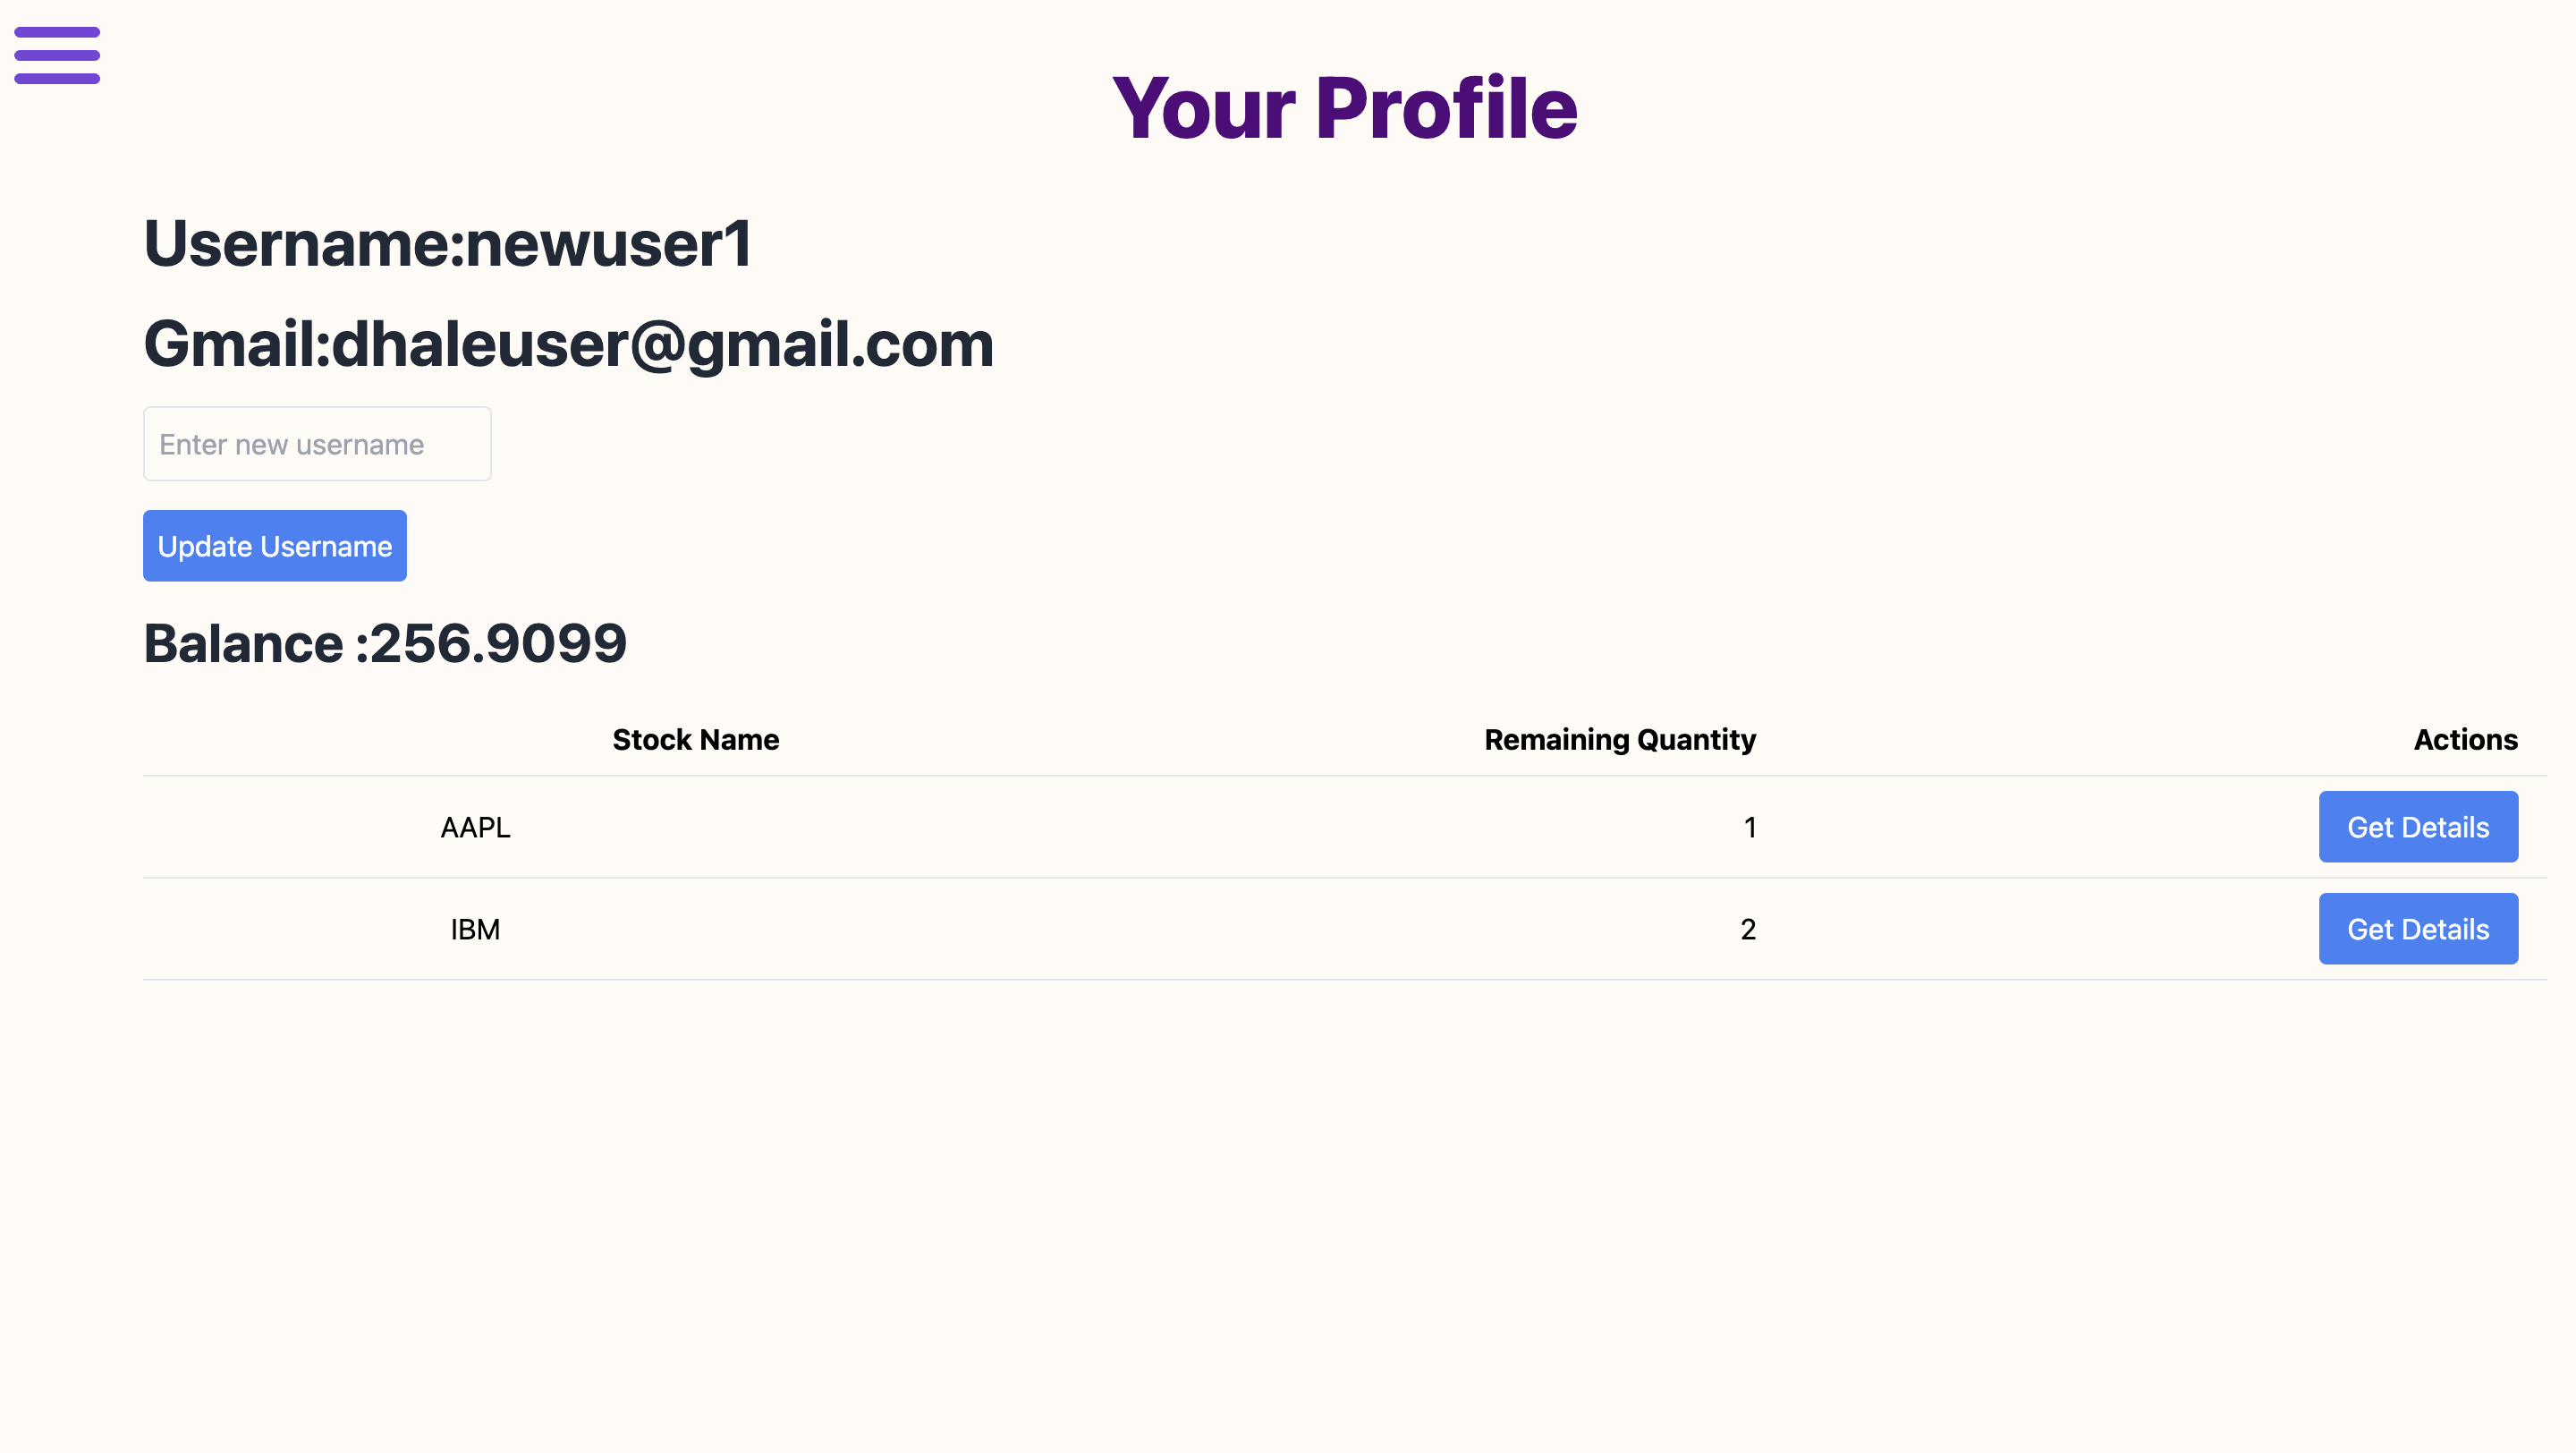 Your Profile
Username:newuser1
Gmail:dhaleuser@gmail.com
Enter new username
Update Username
Balance :256.9099
Stock Name Remaining Quantity Actions
AAPL 1 Get Details
IBM 2 Get Details